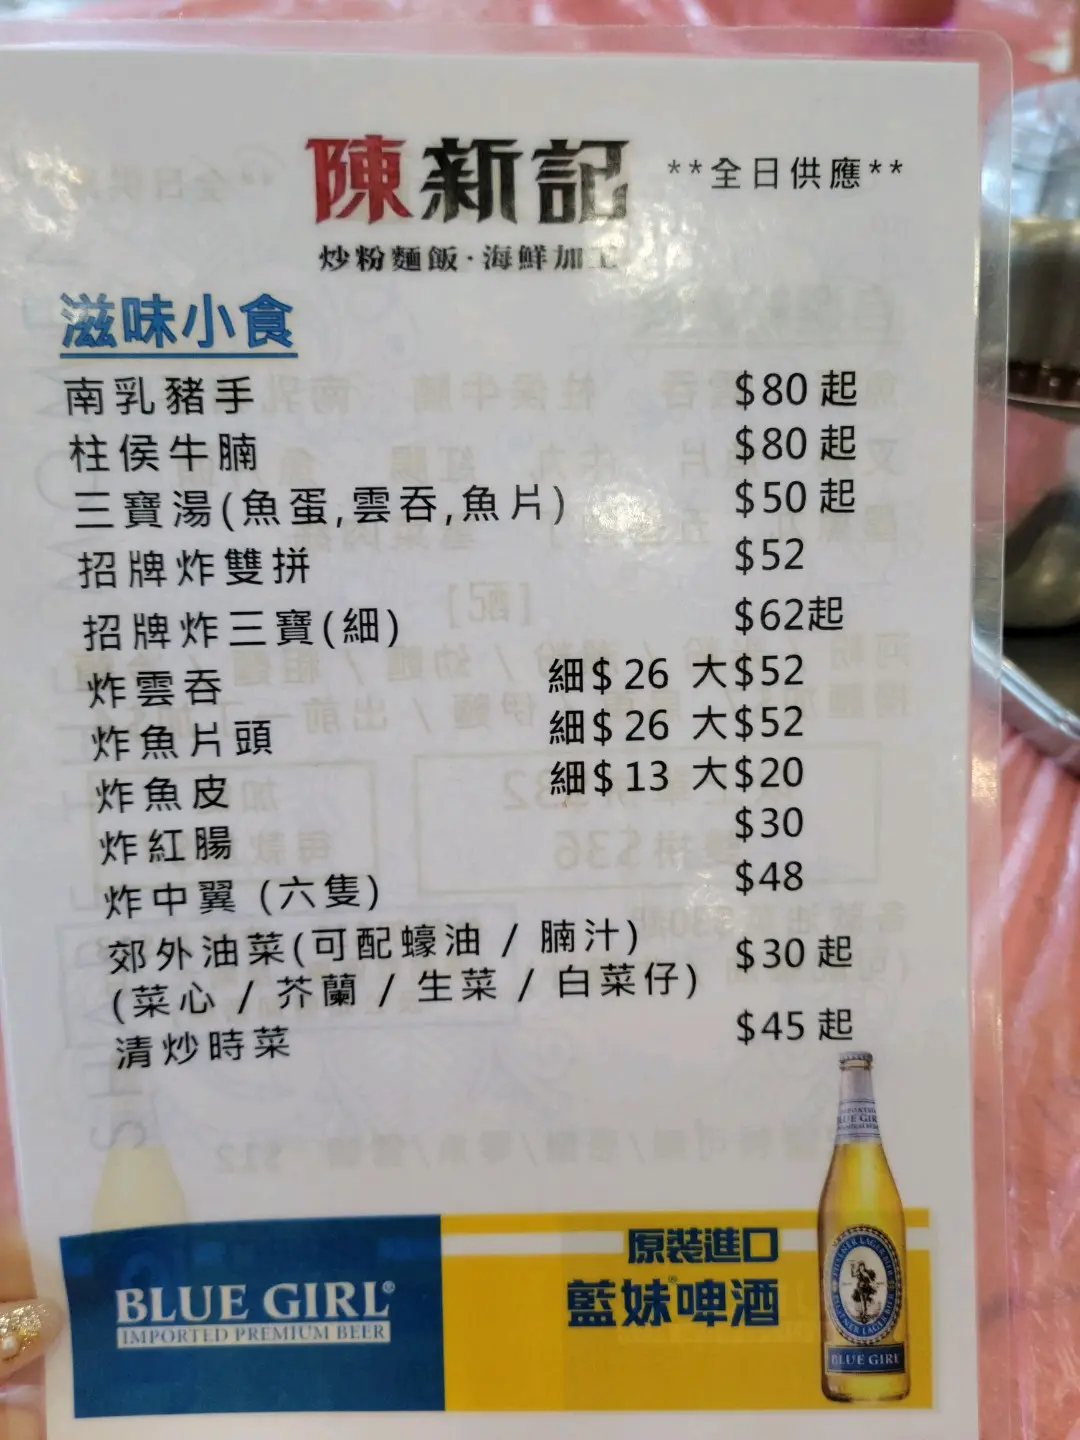 陳新記
**全日供應**
炒粉麵飯·海鮮加工
滋味小食
南乳豬手 $80 起
柱侯牛腩 $80 起
三寶湯(魚蛋,雲吞,魚片) $50 起
招牌炸雙拼 $52
招牌炸三寶(細) $62起
炸雲吞 細$26 大$52
炸魚片頭 細$26 大$52
炸魚皮 細$13 大$20
炸紅腸 $30
炸中翼 (六隻) $48
郊外油菜(可配蠔油 / 腩汁) $30 起
(菜心 / 芥蘭 / 生菜 / 白菜仔)
清炒時菜 $45 起
BLUE GIRL®
IMPORTED PREMIUM BEER
原裝進口
藍妹®啤酒
BLUE GIRL